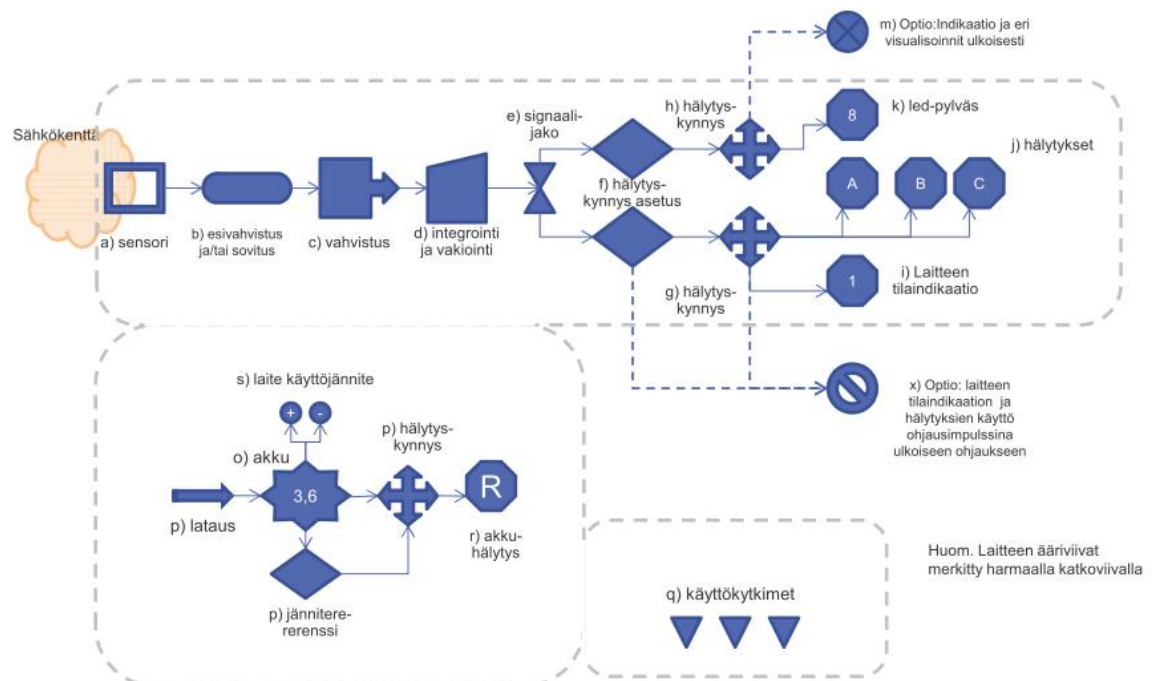 m) Optio:Indikaatio ja eri
visualisoinnit ulkoisesti
Sähkökenttä
e) signaali-
jako
h) hälytys-
kynnys
8
k) led-pylväs
j) hälytykset
f) hälytys-
kynnys asetus
A
B
C
a) sensori
b) esivahvistus
ja/tai sovitus
c) vahvistus
d) integrointi
ja vakiointi
g) hälytys-
kynnys
1
i) Laitteen
tilaindikaatio
x) Optio: laitteen
tilaindikaation ja
hälytyksien käyttö
ohjausimpulssina
ulkoiseen ohjaukseen
s) laite käyttöjännite
+
-
p) hälytys-
kynnys
o) akku
3,6
R
p) lataus
r) akku-
hälytys
p) jännitere-
rerenssi
q) käyttökytkimet
Huom. Laitteen ääriviivat
merkitty harmaalla katkoviivalla